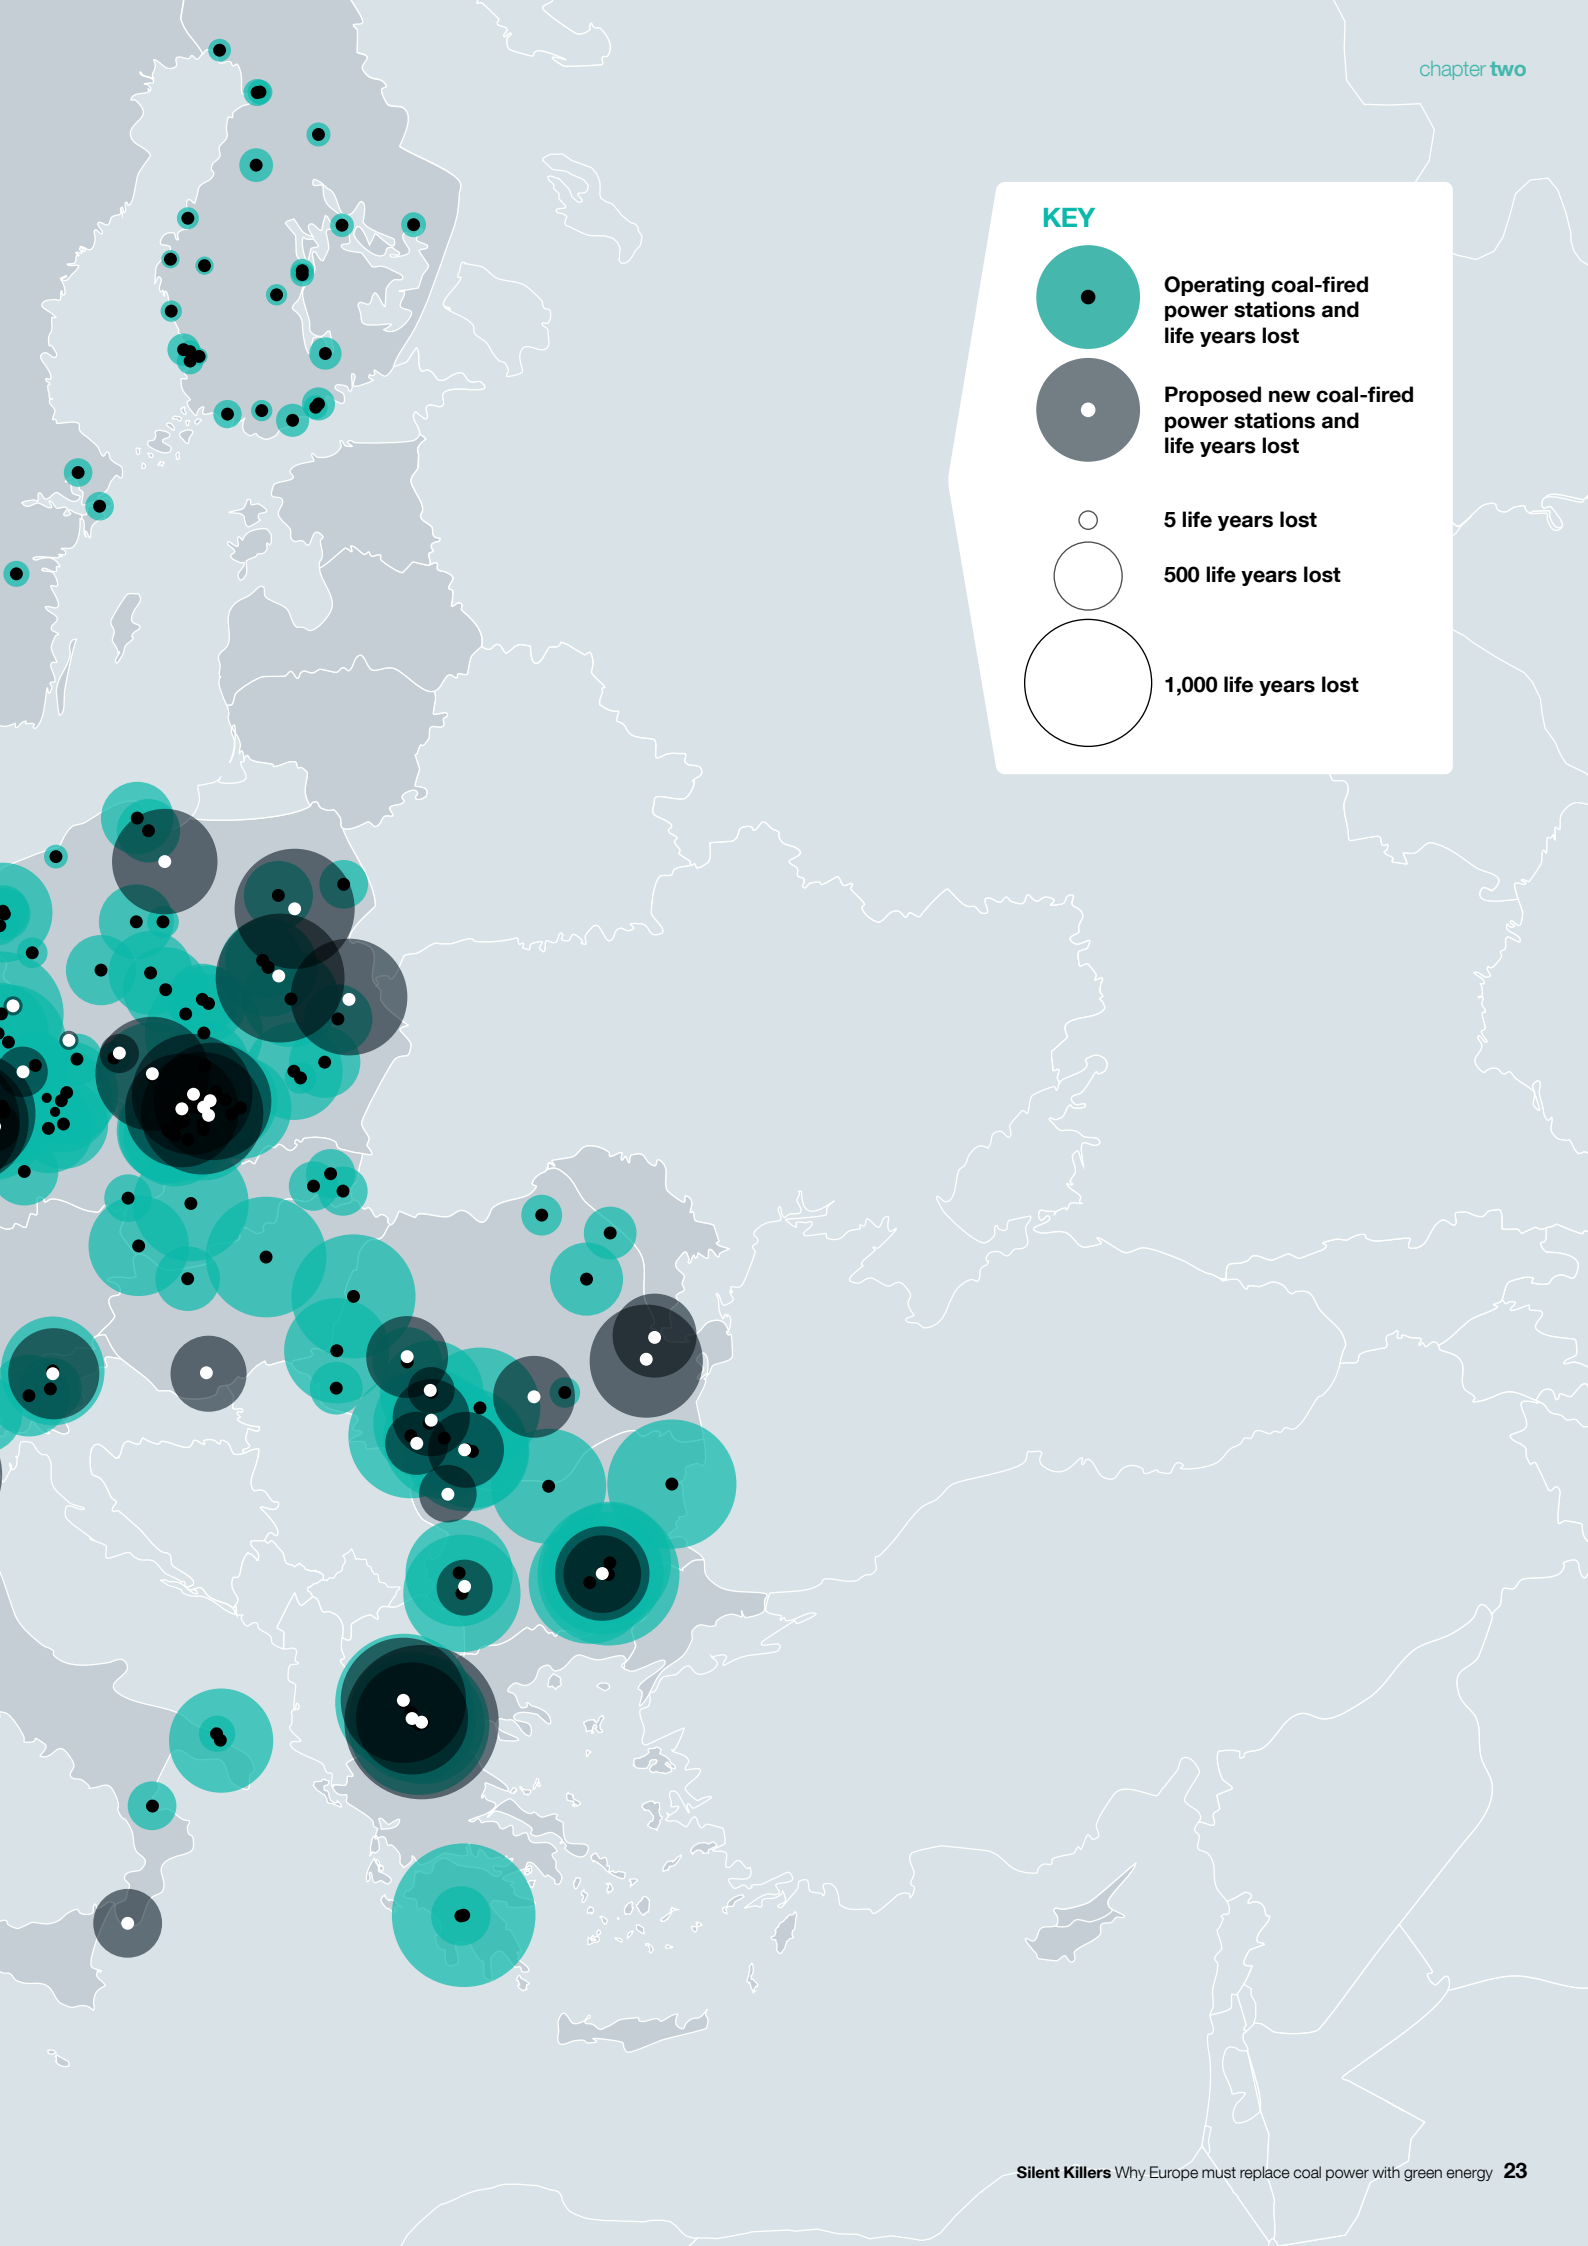 chapter two
KEY
Operating coal-fired
power stations and
life years lost
Proposed new coal-fired
power stations and
life years lost
5 life years lost
500 life years lost
1,000 life years lost
Silent Killers Why Europe must replace coal power with green energy 23